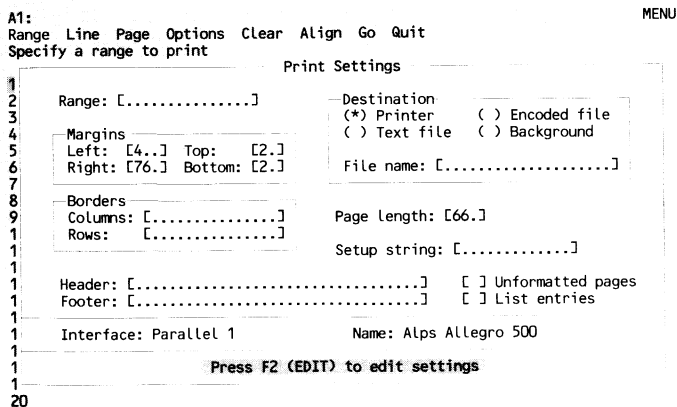 A1: MENU
Range Line Page Options Clear Align Go Quit
Specify a range to print
Print Settings
1
2 Range: [...............] Destination
3 (*) Printer ( ) Encoded file
4 Margins ( ) Text file ( ) Background
5 Left: [4..] Top: [2.]
6 Right: [76.] Bottom: [2.] File name: [....................]
7
8 Borders
9 Columns: [...............] Page length: [66.]
1 Rows: [...............]
1 Setup string: [.............]
1
1 Header: [.................................] [ ] Unformatted pages
1 Footer: [.................................] [ ] List entries
1
1 Interface: Parallel 1 Name: Alps Allegro 500
1
1 Press F2 (EDIT) to edit settings
1
20